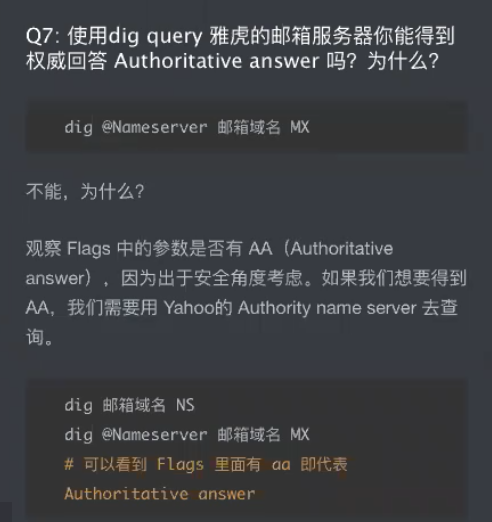 Q7: 使用dig query 雅虎的邮箱服务器你能得到
权威回答 Authoritative answer 吗？为什么？
dig @Nameserver 邮箱域名 MX
不能，为什么？
观察 Flags 中的参数是否有 AA（Authoritative
answer），因为出于安全角度考虑。如果我们想要得到
AA，我们需要用 Yahoo的 Authority name server 去查
询。
dig 邮箱域名 NS
dig @Nameserver 邮箱域名 MX
# 可以看到 Flags 里面有 aa 即代表
Authoritative answer